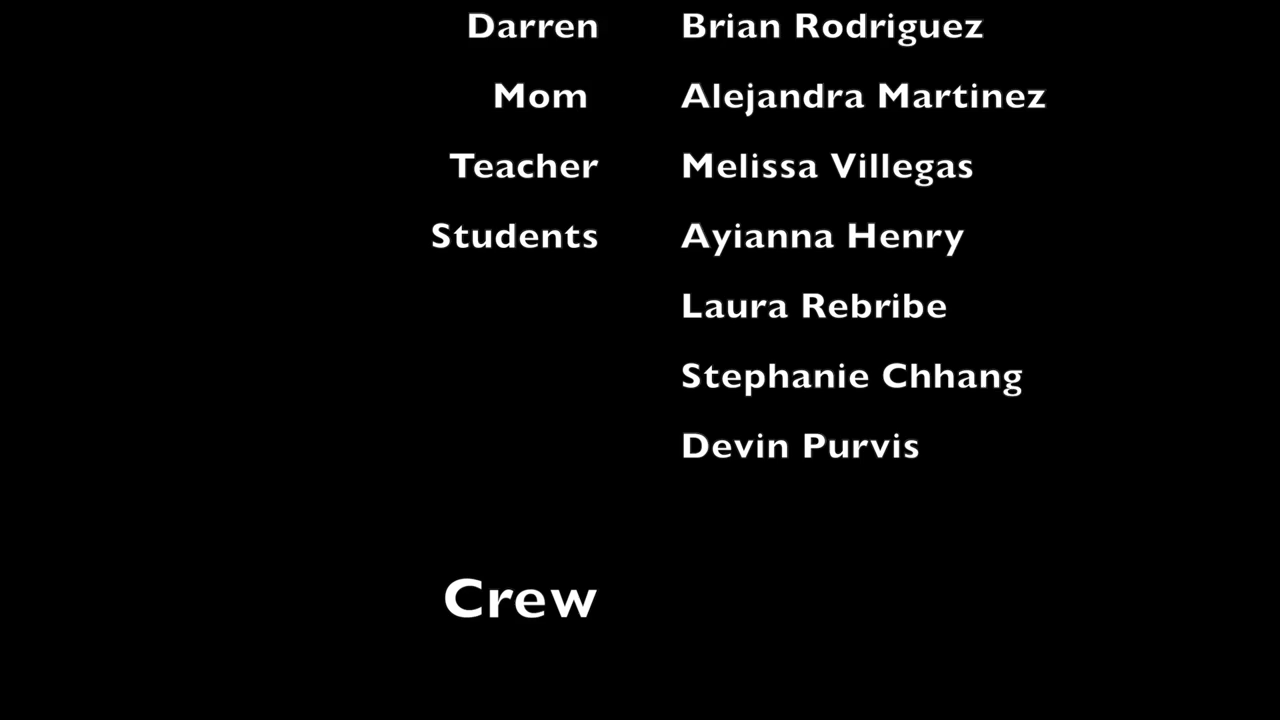 Darren Brian Rodriguez
Mom Alejandra Martinez
Teacher Melissa Villegas
Students Ayianna Henry
Laura Rebribe
Stephanie Chhang
Devin Purvis
Crew